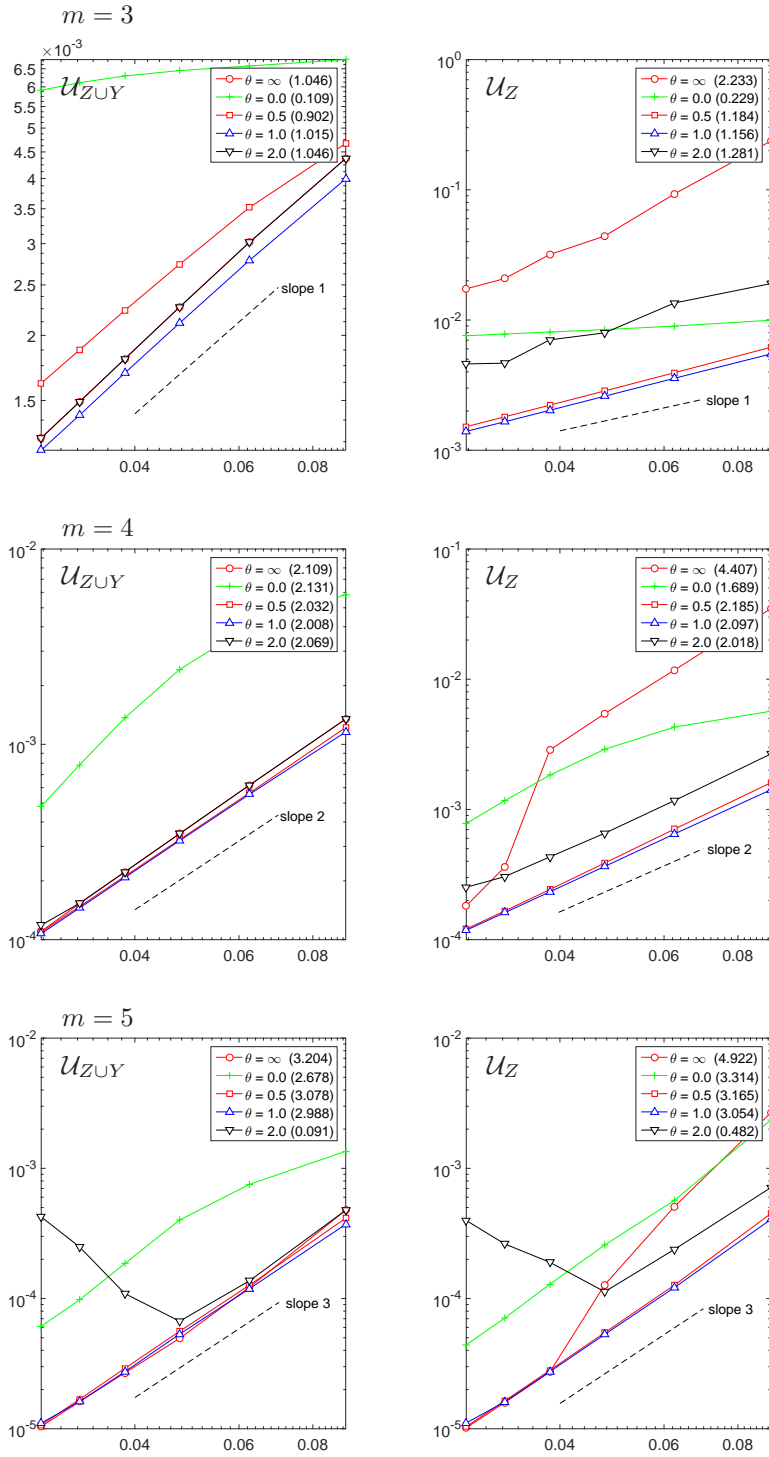 m = 3
×10⁻³
6.5
6
5.5
5
4.5
4
3.5
3
2.5
2
1.5
𝒰_{Z∪Y}
θ = ∞ (1.046)
θ = 0.0 (0.109)
θ = 0.5 (0.902)
θ = 1.0 (1.015)
θ = 2.0 (1.046)
slope 1
0.04 0.06 0.08
10⁰
10⁻¹
10⁻²
10⁻³
𝒰_Z
θ = ∞ (2.233)
θ = 0.0 (0.229)
θ = 0.5 (1.184)
θ = 1.0 (1.156)
θ = 2.0 (1.281)
slope 1
0.04 0.06 0.08
m = 4
10⁻²
10⁻³
10⁻⁴
𝒰_{Z∪Y}
θ = ∞ (2.109)
θ = 0.0 (2.131)
θ = 0.5 (2.032)
θ = 1.0 (2.008)
θ = 2.0 (2.069)
slope 2
0.04 0.06 0.08
10⁻¹
10⁻²
10⁻³
10⁻⁴
𝒰_Z
θ = ∞ (4.407)
θ = 0.0 (1.689)
θ = 0.5 (2.185)
θ = 1.0 (2.097)
θ = 2.0 (2.018)
slope 2
0.04 0.06 0.08
m = 5
10⁻²
10⁻³
10⁻⁴
10⁻⁵
𝒰_{Z∪Y}
θ = ∞ (3.204)
θ = 0.0 (2.678)
θ = 0.5 (3.078)
θ = 1.0 (2.988)
θ = 2.0 (0.091)
slope 3
0.04 0.06 0.08
10⁻²
10⁻³
10⁻⁴
10⁻⁵
𝒰_Z
θ = ∞ (4.922)
θ = 0.0 (3.314)
θ = 0.5 (3.165)
θ = 1.0 (3.054)
θ = 2.0 (0.482)
slope 3
0.04 0.06 0.08